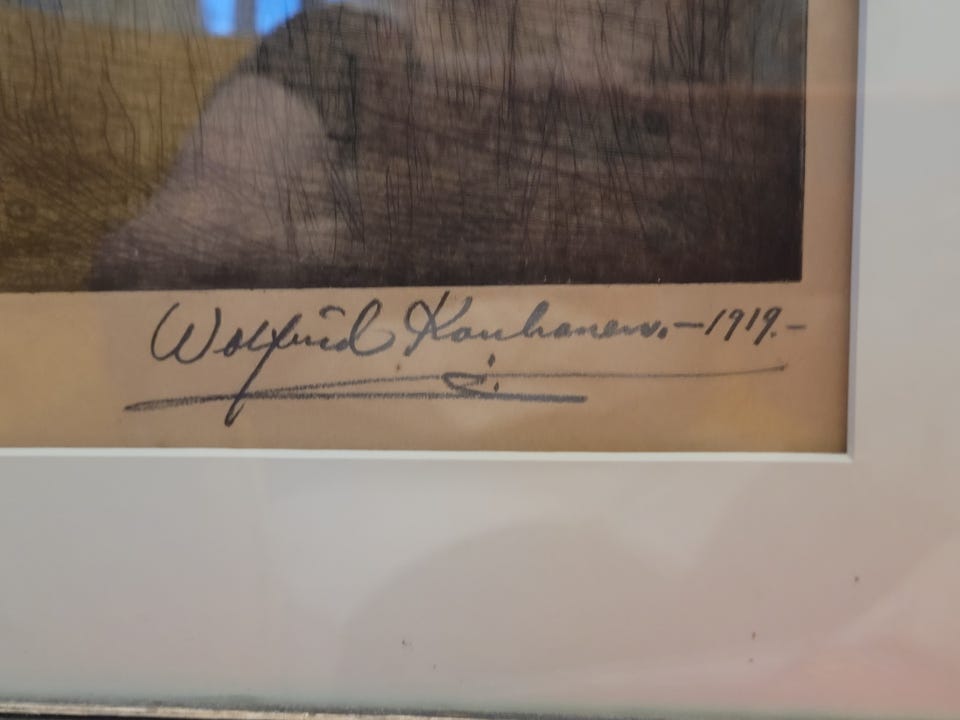 Wolfrid Kauhanen. – 1919. –